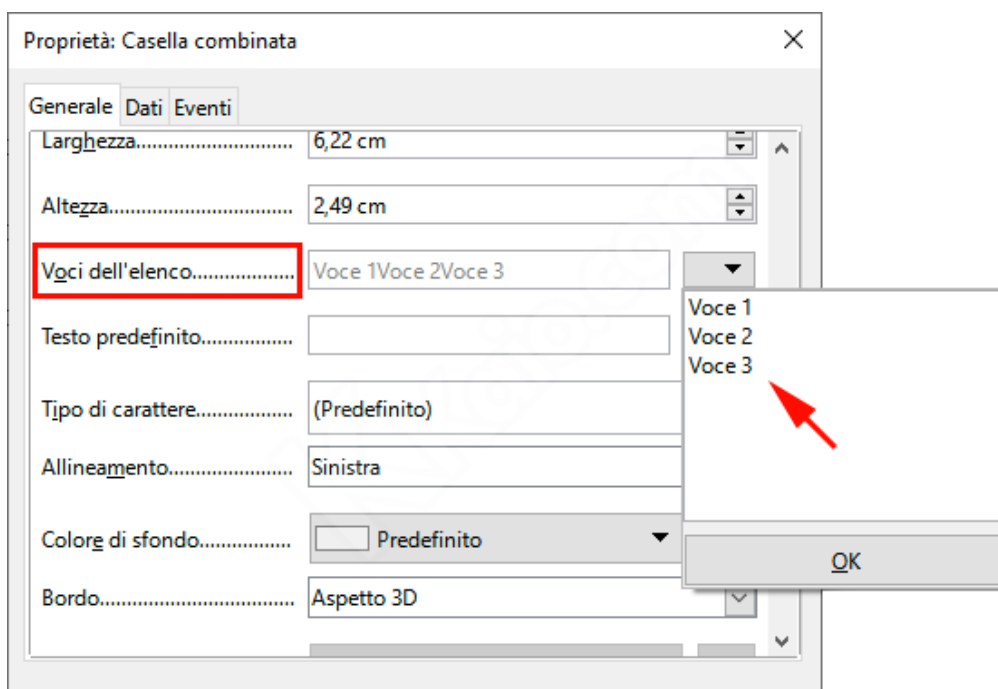 Proprietà: Casella combinata
Generale Dati Eventi
Larghezza............................ 6,22 cm
Altezza................................. 2,49 cm
Voci dell'elenco................... Voce 1Voce 2Voce 3
Voce 1
Voce 2
Voce 3
Testo predefinito.................
Tipo di carattere.................. (Predefinito)
Allineamento....................... Sinistra
Colore di sfondo................. Predefinito
OK
Bordo................................... Aspetto 3D